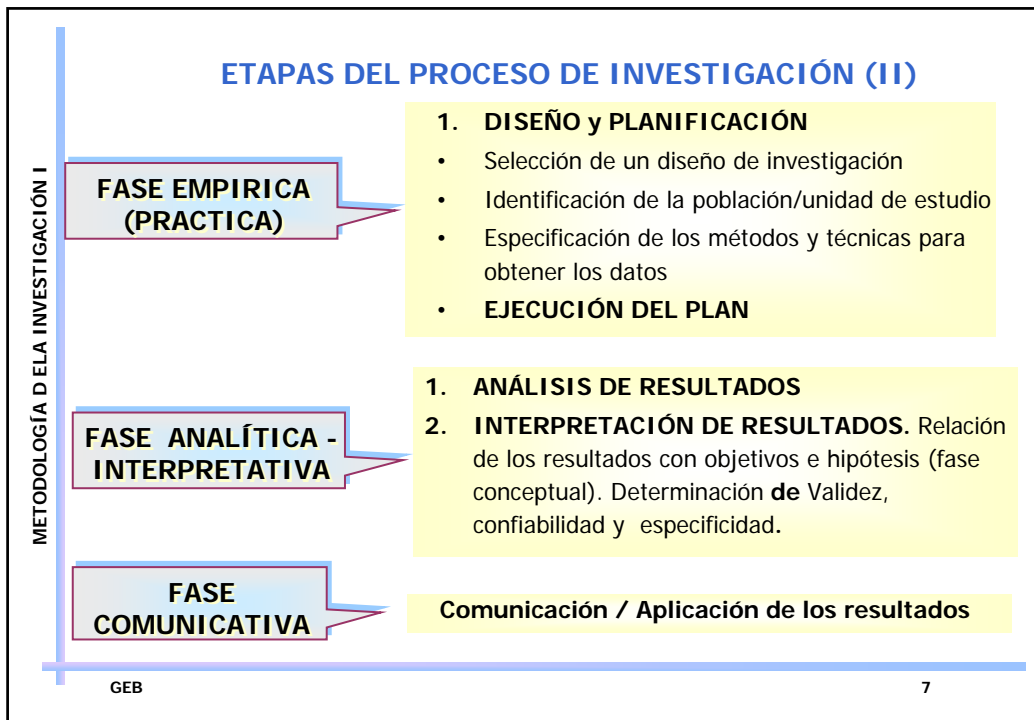 ETAPAS DEL PROCESO DE INVESTIGACIÓN (II)
METODOLOGÍA D ELA INVESTIGACIÓN I
FASE EMPIRICA
(PRACTICA)
1. DISEÑO y PLANIFICACIÓN
• Selección de un diseño de investigación
• Identificación de la población/unidad de estudio
• Especificación de los métodos y técnicas para
obtener los datos
• EJECUCIÓN DEL PLAN
FASE ANALÍTICA -
INTERPRETATIVA
1. ANÁLISIS DE RESULTADOS
2. INTERPRETACIÓN DE RESULTADOS. Relación
de los resultados con objetivos e hipótesis (fase
conceptual). Determinación de Validez,
confiabilidad y especificidad.
FASE
COMUNICATIVA
Comunicación / Aplicación de los resultados
GEB
7